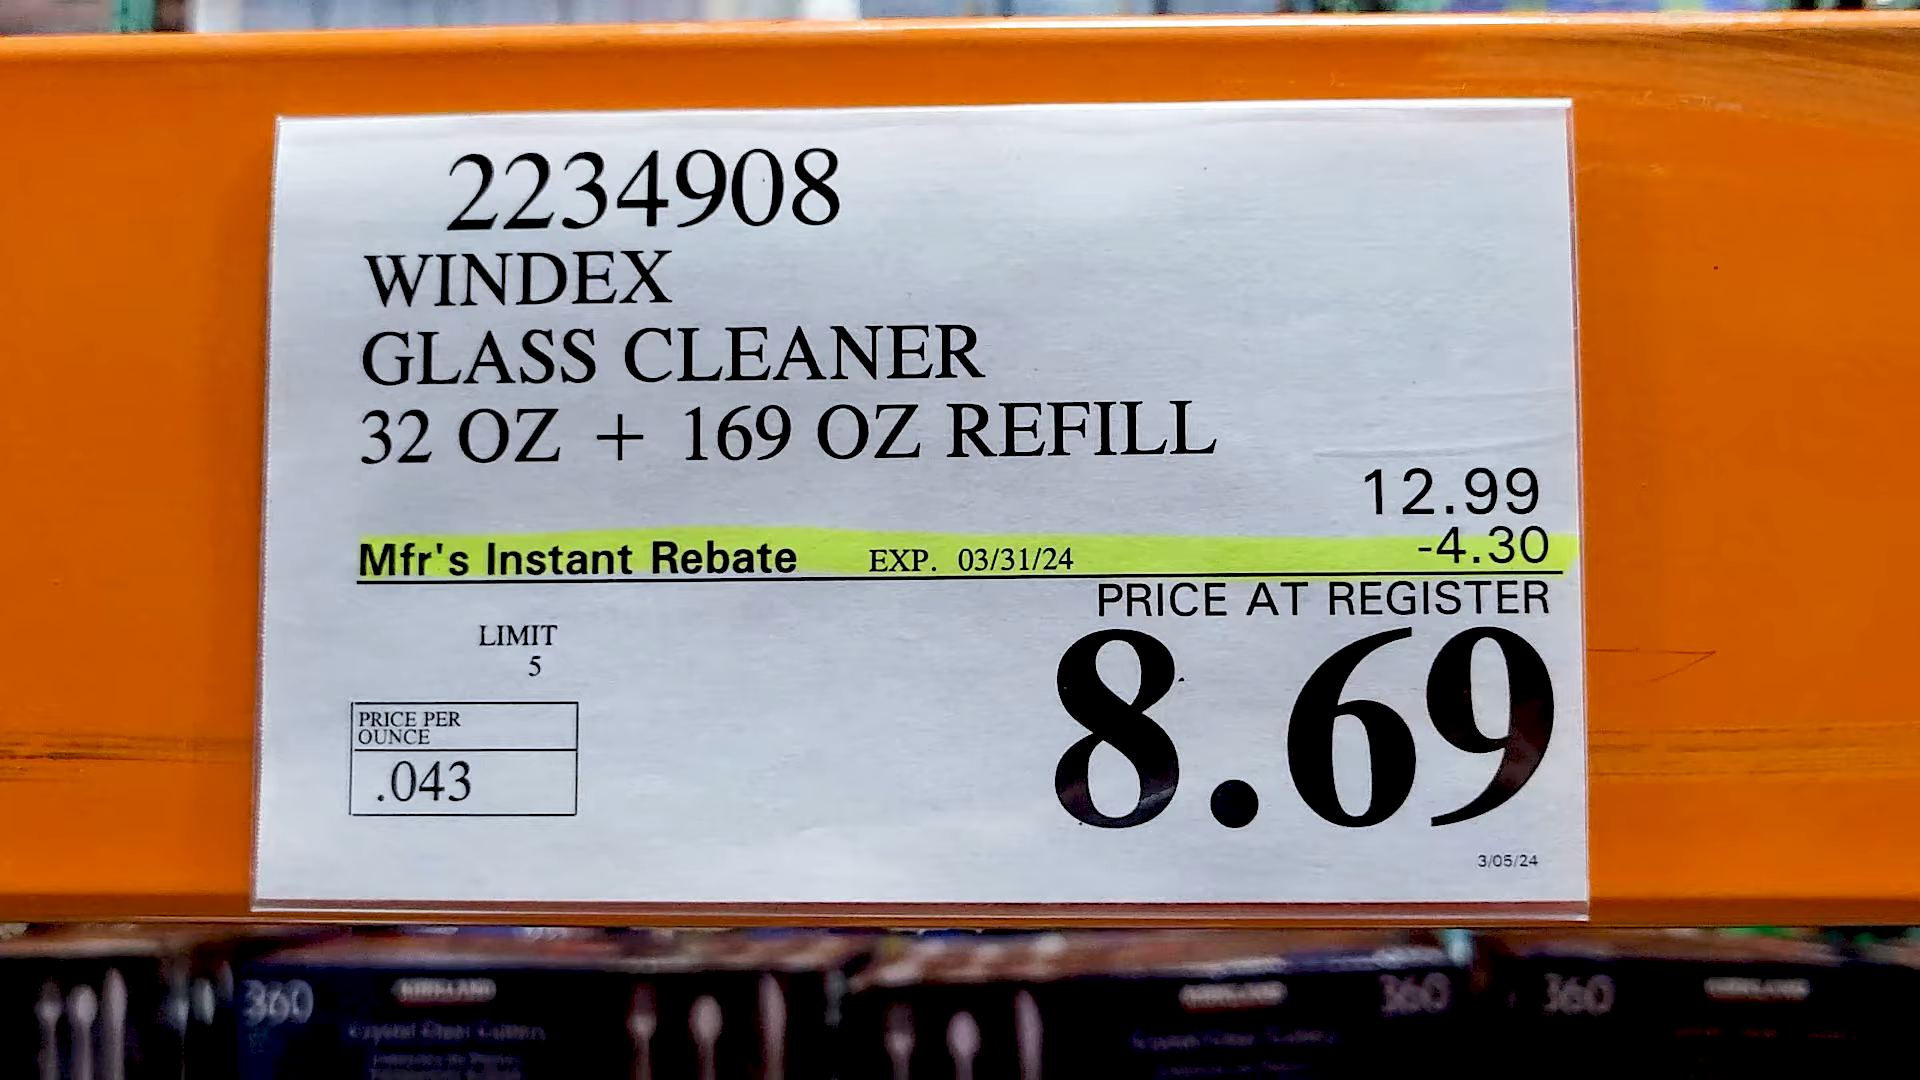 2234908
WINDEX
GLASS CLEANER
32 OZ + 169 OZ REFILL
12.99
Mfr's Instant Rebate EXP. 03/31/24 -4.30
PRICE AT REGISTER
8.69
LIMIT
5
PRICE PER
OUNCE
.043
3/05/24
360 KIRKLAND KIRKLAND 360 360 KIRKLAND